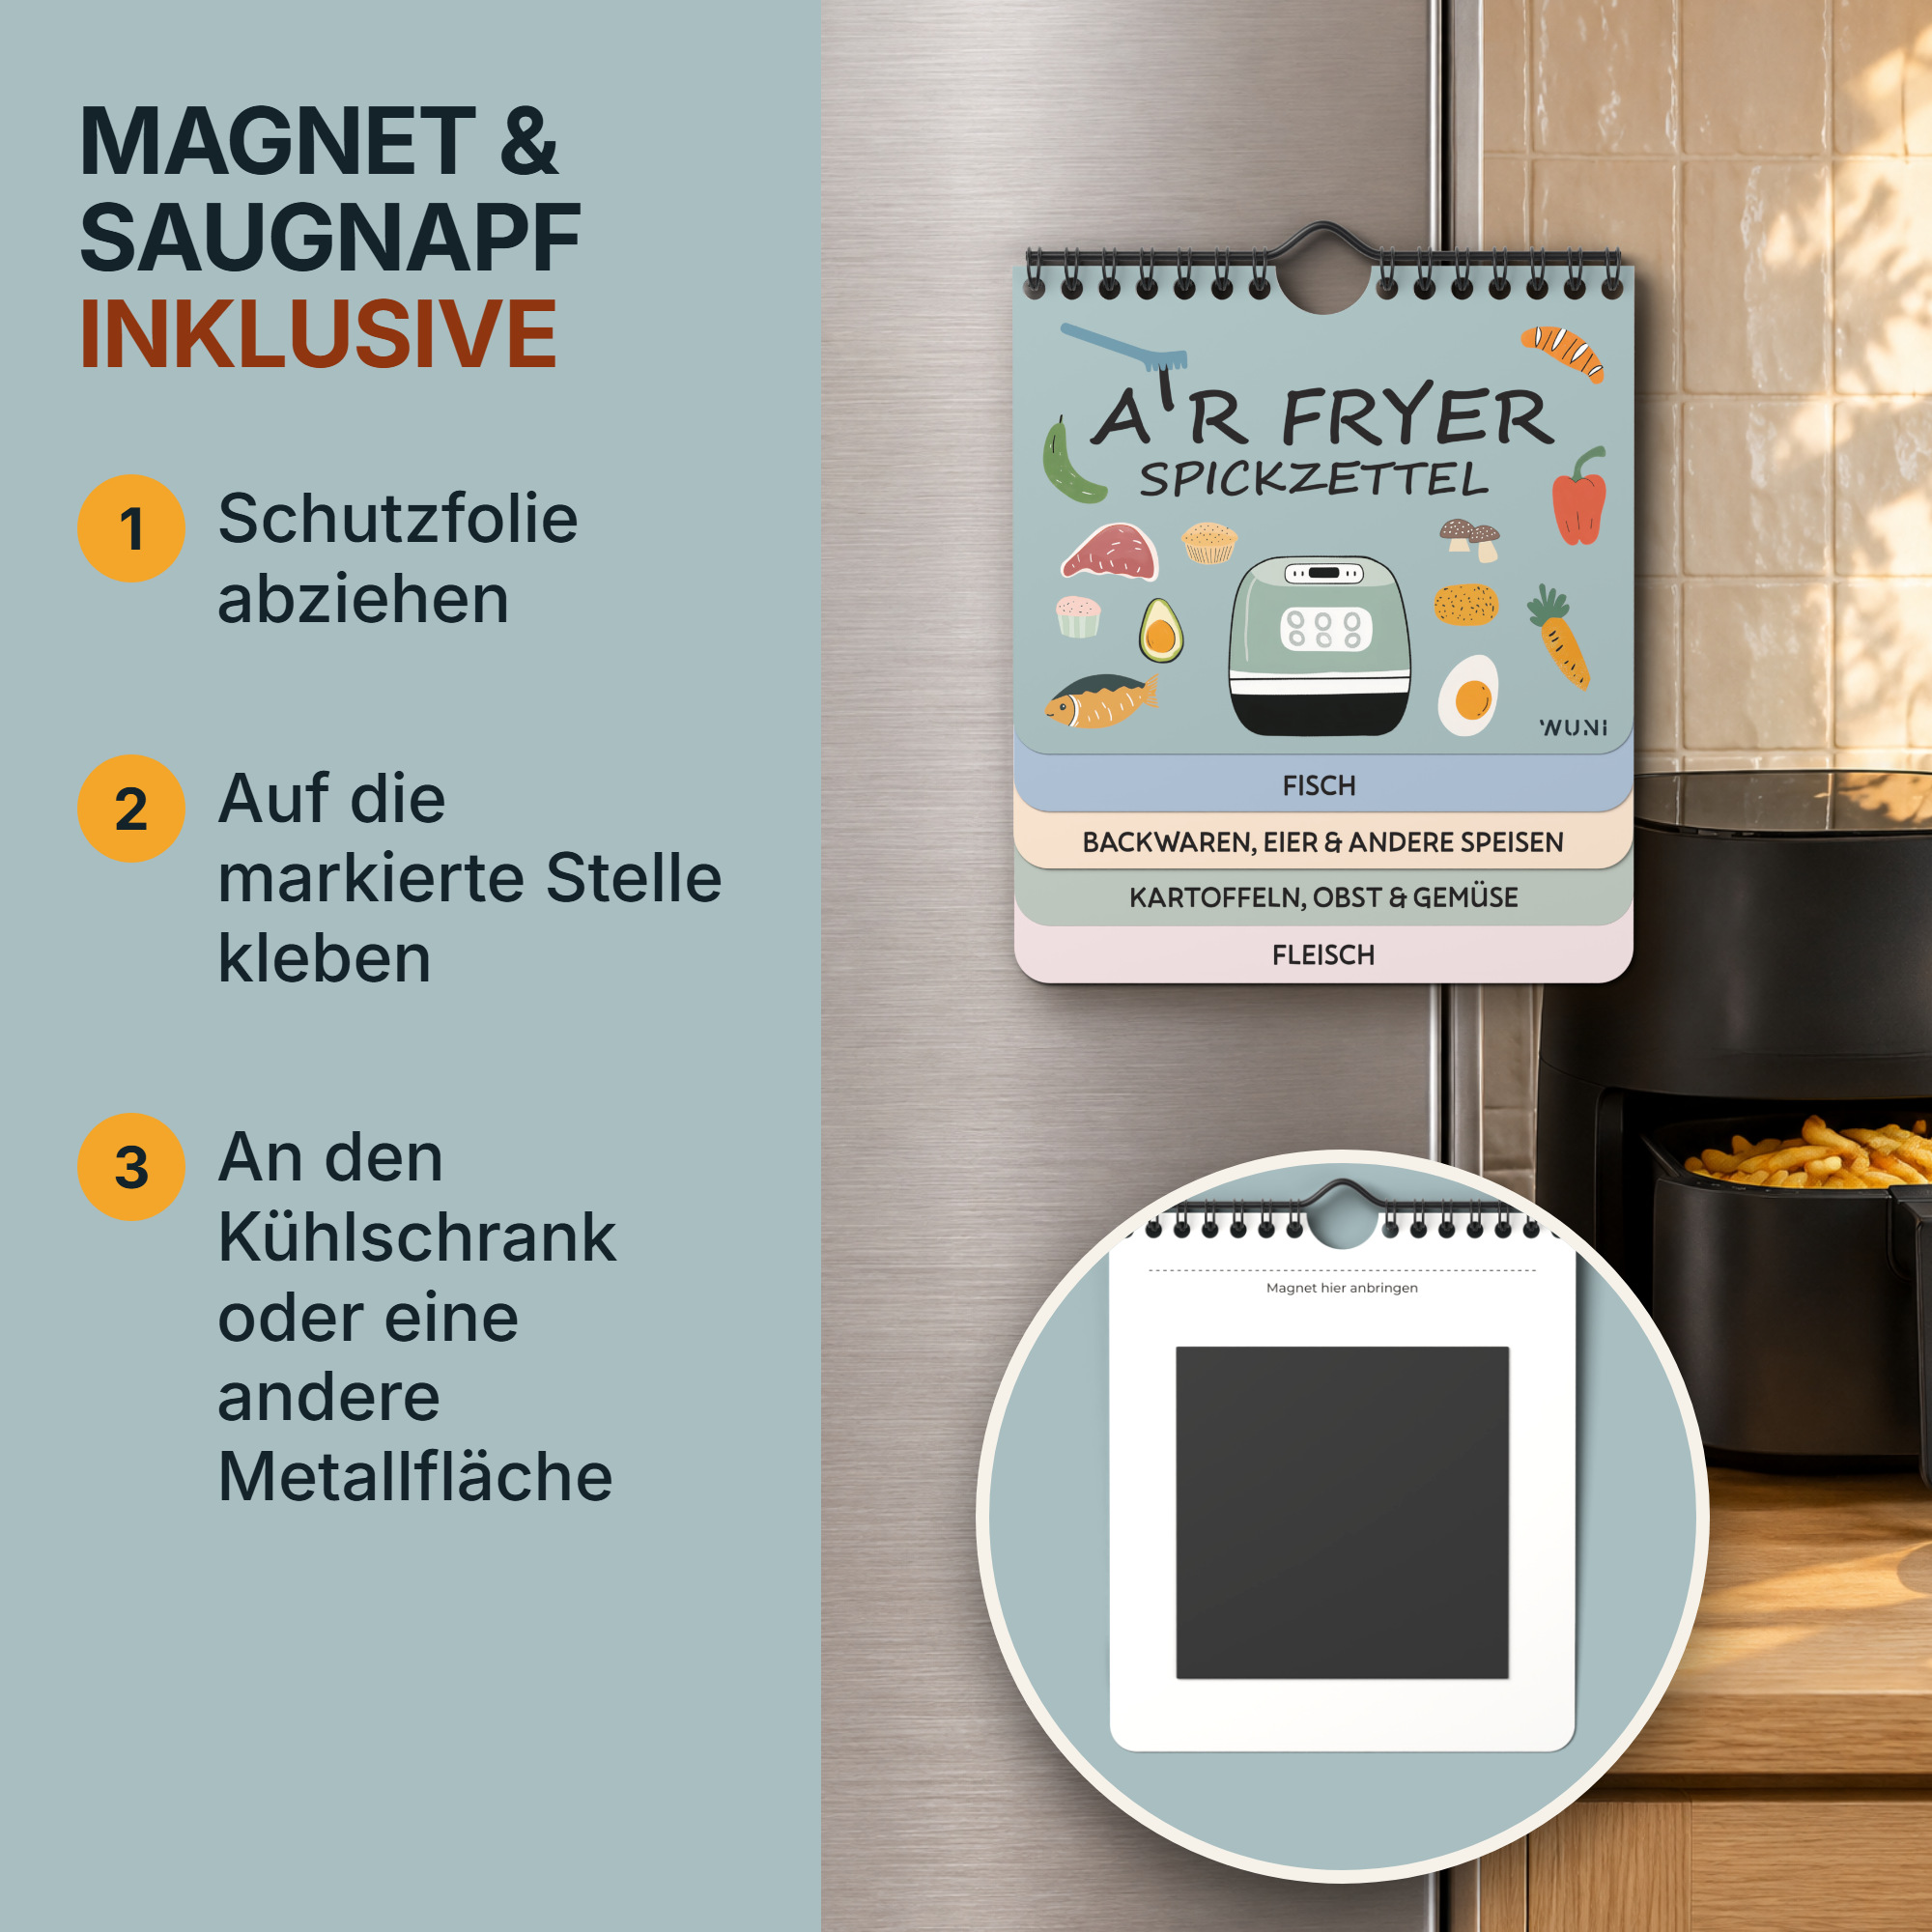 MAGNET &
SAUGNAPF
INKLUSIVE
1
Schutzfolie
abziehen
2
Auf die
markierte Stelle
kleben
3
An den
Kühlschrank
oder eine
andere
Metallfläche
AIR FRYER
SPICKZETTEL
WUNI
FISCH
BACKWAREN, EIER & ANDERE SPEISEN
KARTOFFELN, OBST & GEMÜSE
FLEISCH
Magnet hier anbringen